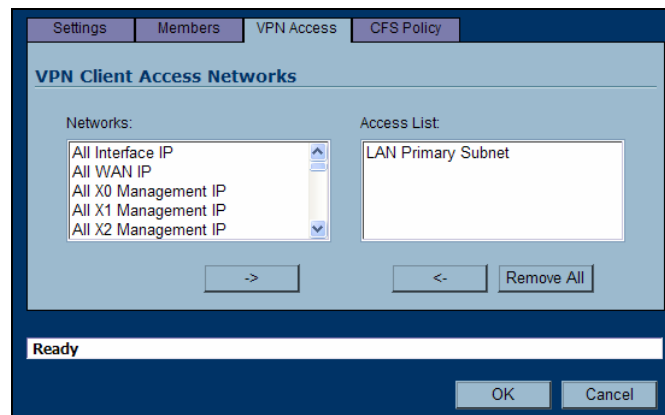 Settings Members VPN Access CFS Policy
VPN Client Access Networks
Networks: Access List:
All Interface IP LAN Primary Subnet
All WAN IP
All X0 Management IP
All X1 Management IP
All X2 Management IP
-> <- Remove All
Ready
OK Cancel